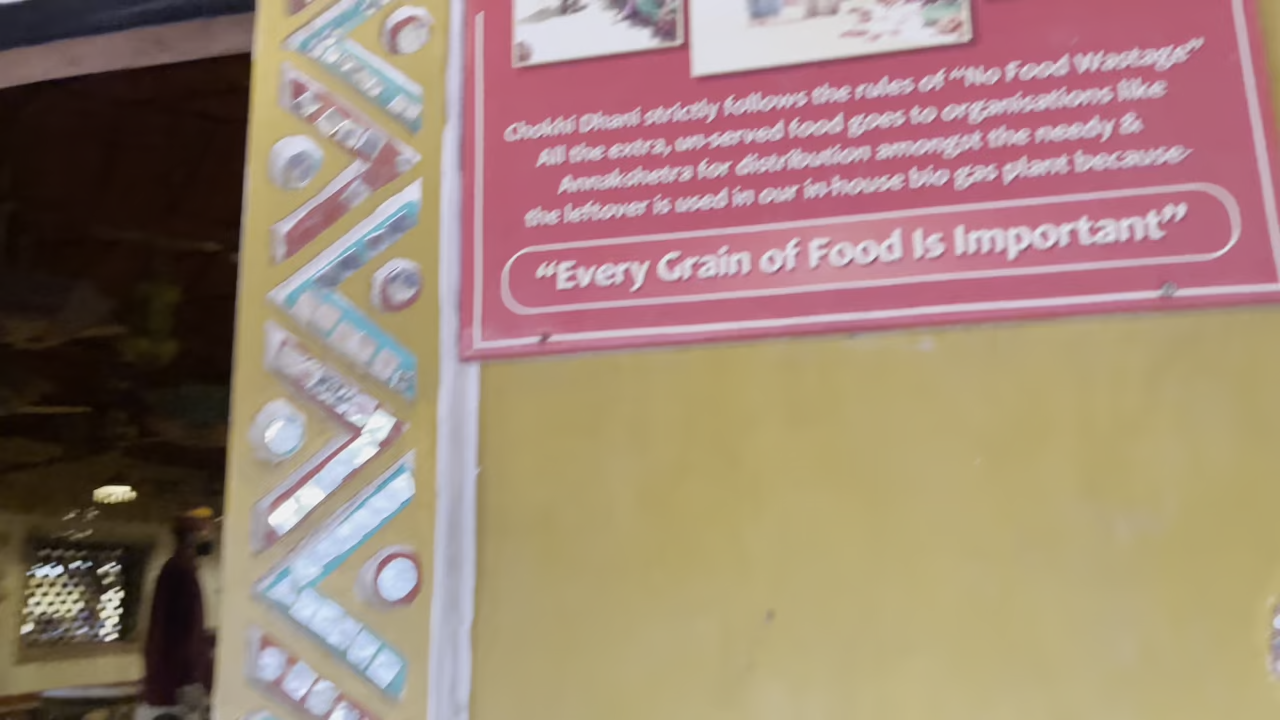 Chokhi Dhani strictly follows the rules of “No Food Wastage”
All the extra, un-served food goes to organisations like
Annakshetra for distribution amongst the needy &
the leftover is used in our in-house bio gas plant because-
“Every Grain of Food Is Important”